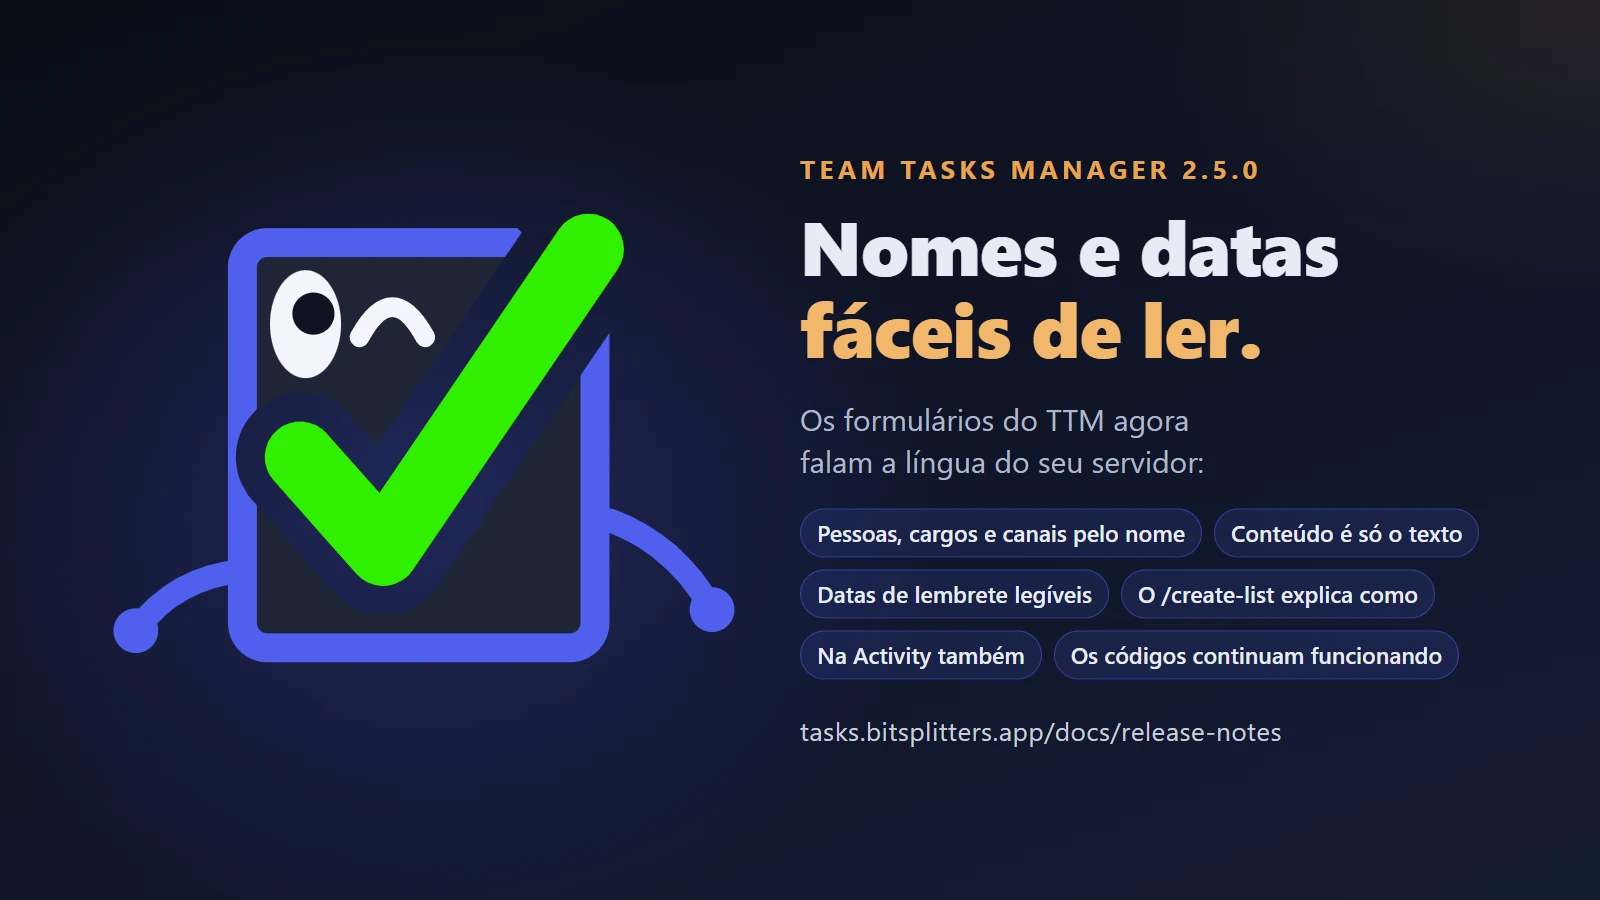 TEAM TASKS MANAGER 2.5.0
Nomes e datas
fáceis de ler.
Os formulários do TTM agora
falam a língua do seu servidor:
Pessoas, cargos e canais pelo nome
Conteúdo é só o texto
Datas de lembrete legíveis
O /create-list explica como
Na Activity também
Os códigos continuam funcionando
tasks.bitsplitters.app/docs/release-notes